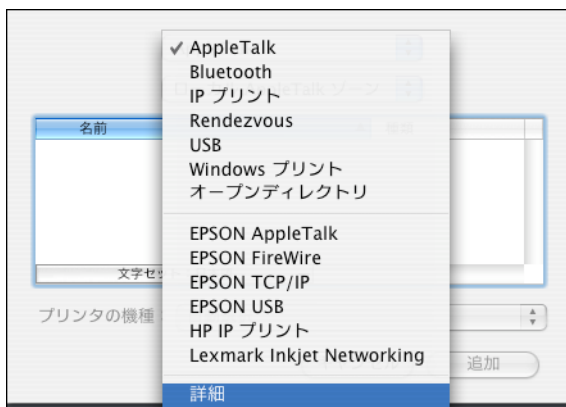 ✓ AppleTalk
Bluetooth
IP プリント
Rendezvous
USB
Windows プリント
オープンディレクトリ
EPSON AppleTalk
EPSON FireWire
EPSON TCP/IP
EPSON USB
HP IP プリント
Lexmark Inkjet Networking
詳細
名前
文字セッ
プリンタの機種
追加